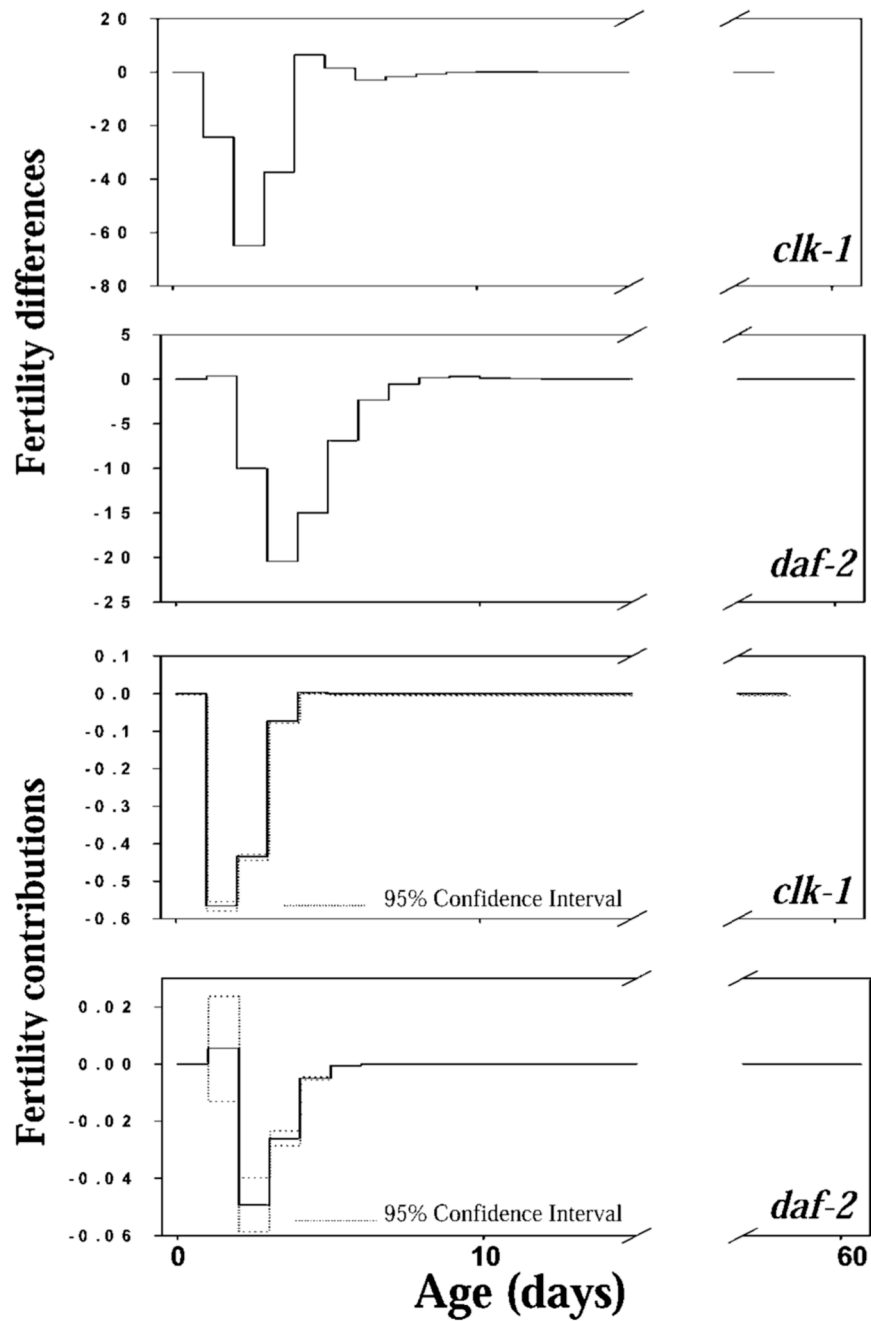 Fertility differences
20
0
-20
-40
-60
-80
clk-1
5
0
-5
-10
-15
-20
-25
daf-2
Fertility contributions
0.1
0.0
-0.1
-0.2
-0.3
-0.4
-0.5
-0.6
95% Confidence Interval
clk-1
0.02
0.00
-0.02
-0.04
-0.06
95% Confidence Interval
daf-2
0 10 60
Age (days)